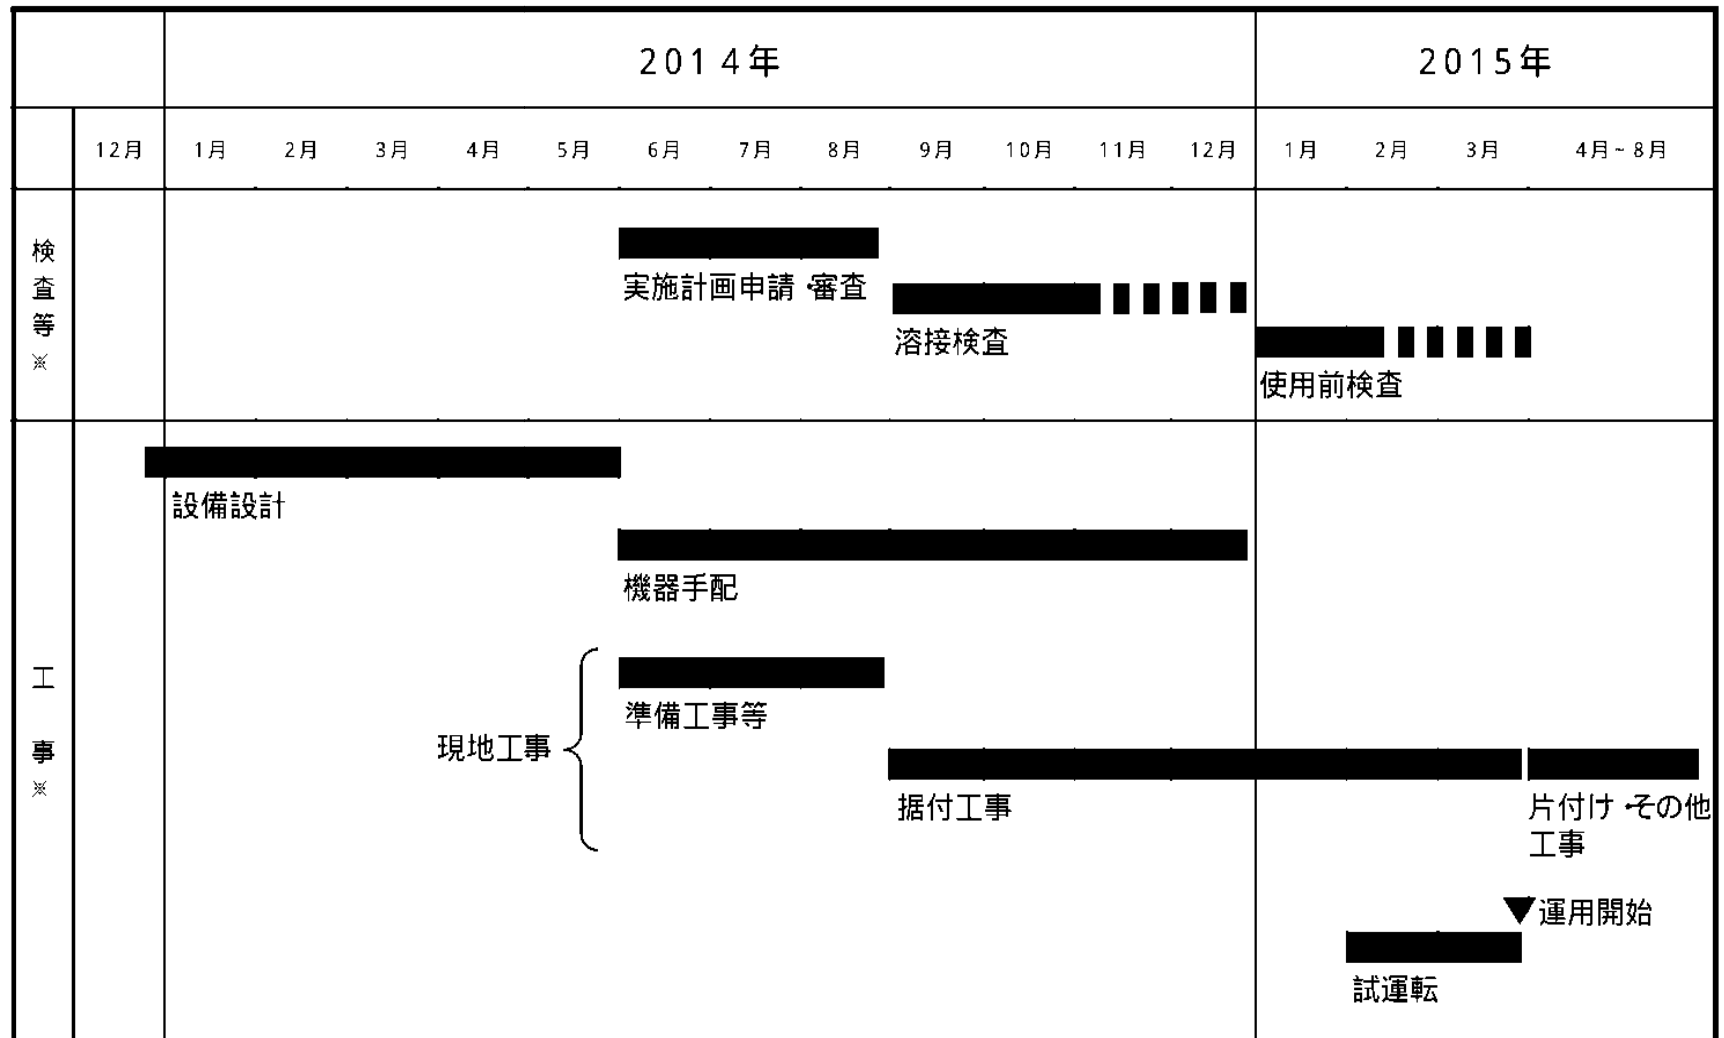 2014年
2015年
12月 1月 2月 3月 4月 5月 6月 7月 8月 9月 10月 11月 12月 1月 2月 3月 4月~8月
検査等※
実施計画申請・審査
溶接検査
使用前検査
工事※
設備設計
機器手配
現地工事
準備工事等
据付工事
片付け・その他
工事
▼運用開始
試運転